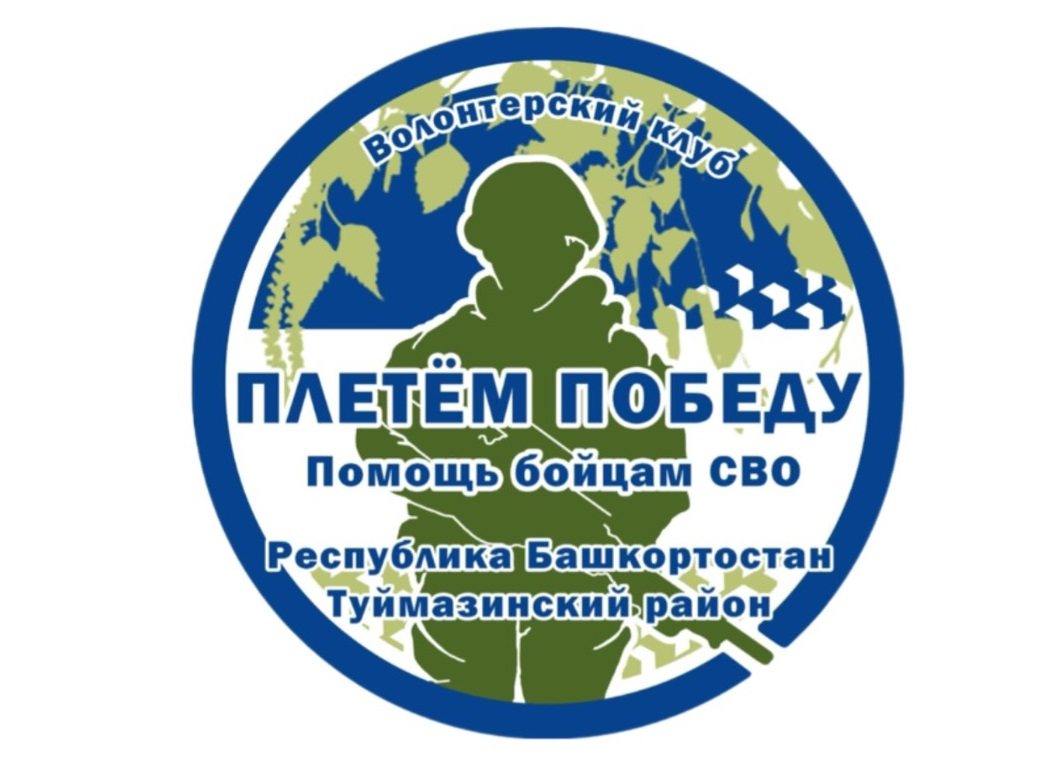 Волонтерский клуб
ПЛЕТЁМ ПОБЕДУ
Помощь бойцам СВО
Республика Башкортостан
Туймазинский район